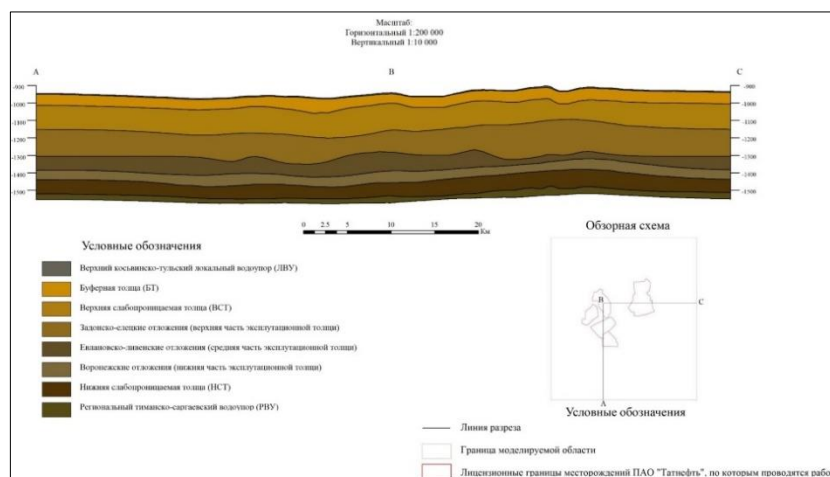 Масштаб:
Горизонтальный 1:200 000
Вертикальный 1:10 000
A B C
-900 -900
-1000 -1000
-1100 -1100
-1200 -1200
-1300 -1300
-1400 -1400
-1500 -1500
0 2.5 5 10 15 20
Км
Условные обозначения
Верхний косьвинско-тульский локальный водоупор (ЛВУ)
Буферная толща (БТ)
Верхняя слабопроницаемая толща (ВСТ)
Задонско-елецкие отложения (верхняя часть эксплутационной толщи)
Евлановско-ливенские отложения (средняя часть эксплутационной толщи)
Воронежские отложения (нижняя часть эксплутационной толщи)
Нижняя слабопроницаемая толща (НСТ)
Региональный тиманско-саргаевский водоупор (РВУ)
Обзорная схема
B C
A
Условные обозначения
Линия разреза
Граница моделируемой области
Лицензионные границы месторождений ПАО "Татнефть", по которым проводятся рабо